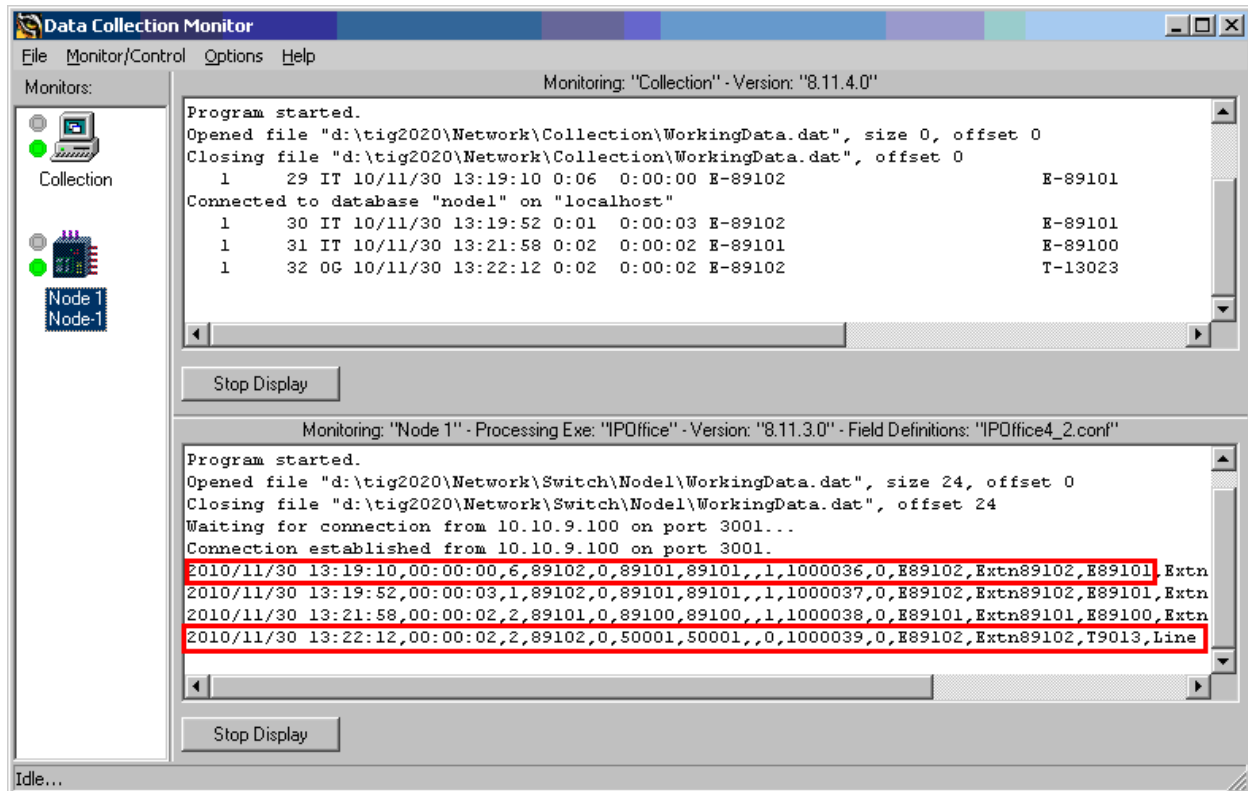 Data Collection Monitor
File Monitor/Control Options Help
Monitors:
Collection
Node 1
Node-1
Monitoring: "Collection" - Version: "8.11.4.0"
Program started.
Opened file "d:\tig2020\Network\Collection\WorkingData.dat", size 0, offset 0
Closing file "d:\tig2020\Network\Collection\WorkingData.dat", offset 0
1 29 IT 10/11/30 13:19:10 0:06 0:00:00 E-89102 E-89101
Connected to database "node1" on "localhost"
1 30 IT 10/11/30 13:19:52 0:01 0:00:03 E-89102 E-89101
1 31 IT 10/11/30 13:21:58 0:02 0:00:02 E-89101 E-89100
1 32 OG 10/11/30 13:22:12 0:02 0:00:02 E-89102 T-13023
Stop Display
Monitoring: "Node 1" - Processing Exe: "IPOffice" - Version: "8.11.3.0" - Field Definitions: "IPOffice4_2.conf"
Program started.
Opened file "d:\tig2020\Network\Switch\Node1\WorkingData.dat", size 24, offset 0
Closing file "d:\tig2020\Network\Switch\Node1\WorkingData.dat", offset 24
Waiting for connection from 10.10.9.100 on port 3001...
Connection established from 10.10.9.100 on port 3001.
2010/11/30 13:19:10,00:00:00,6,89102,O,89101,89101,,1,1000036,0,E89102,Extn89102,E89101,Extn
2010/11/30 13:19:52,00:00:03,1,89102,O,89101,89101,,1,1000037,0,E89102,Extn89102,E89101,Extn
2010/11/30 13:21:58,00:00:02,2,89101,O,89100,89100,,1,1000038,0,E89101,Extn89101,E89100,Extn
2010/11/30 13:22:12,00:00:02,2,89102,O,50001,50001,,0,1000039,0,E89102,Extn89102,T9013,Line
Stop Display
Idle...